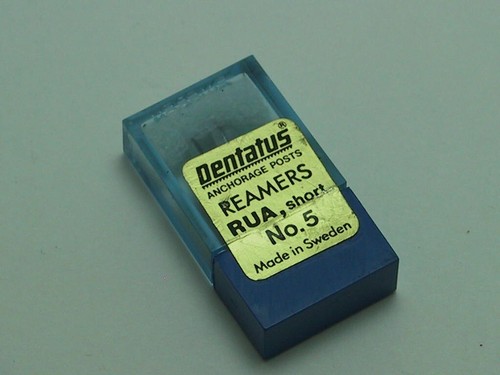 Dentatus®
ANCHORAGE POSTS
REAMERS
RUA, short
No.5
Made in Sweden